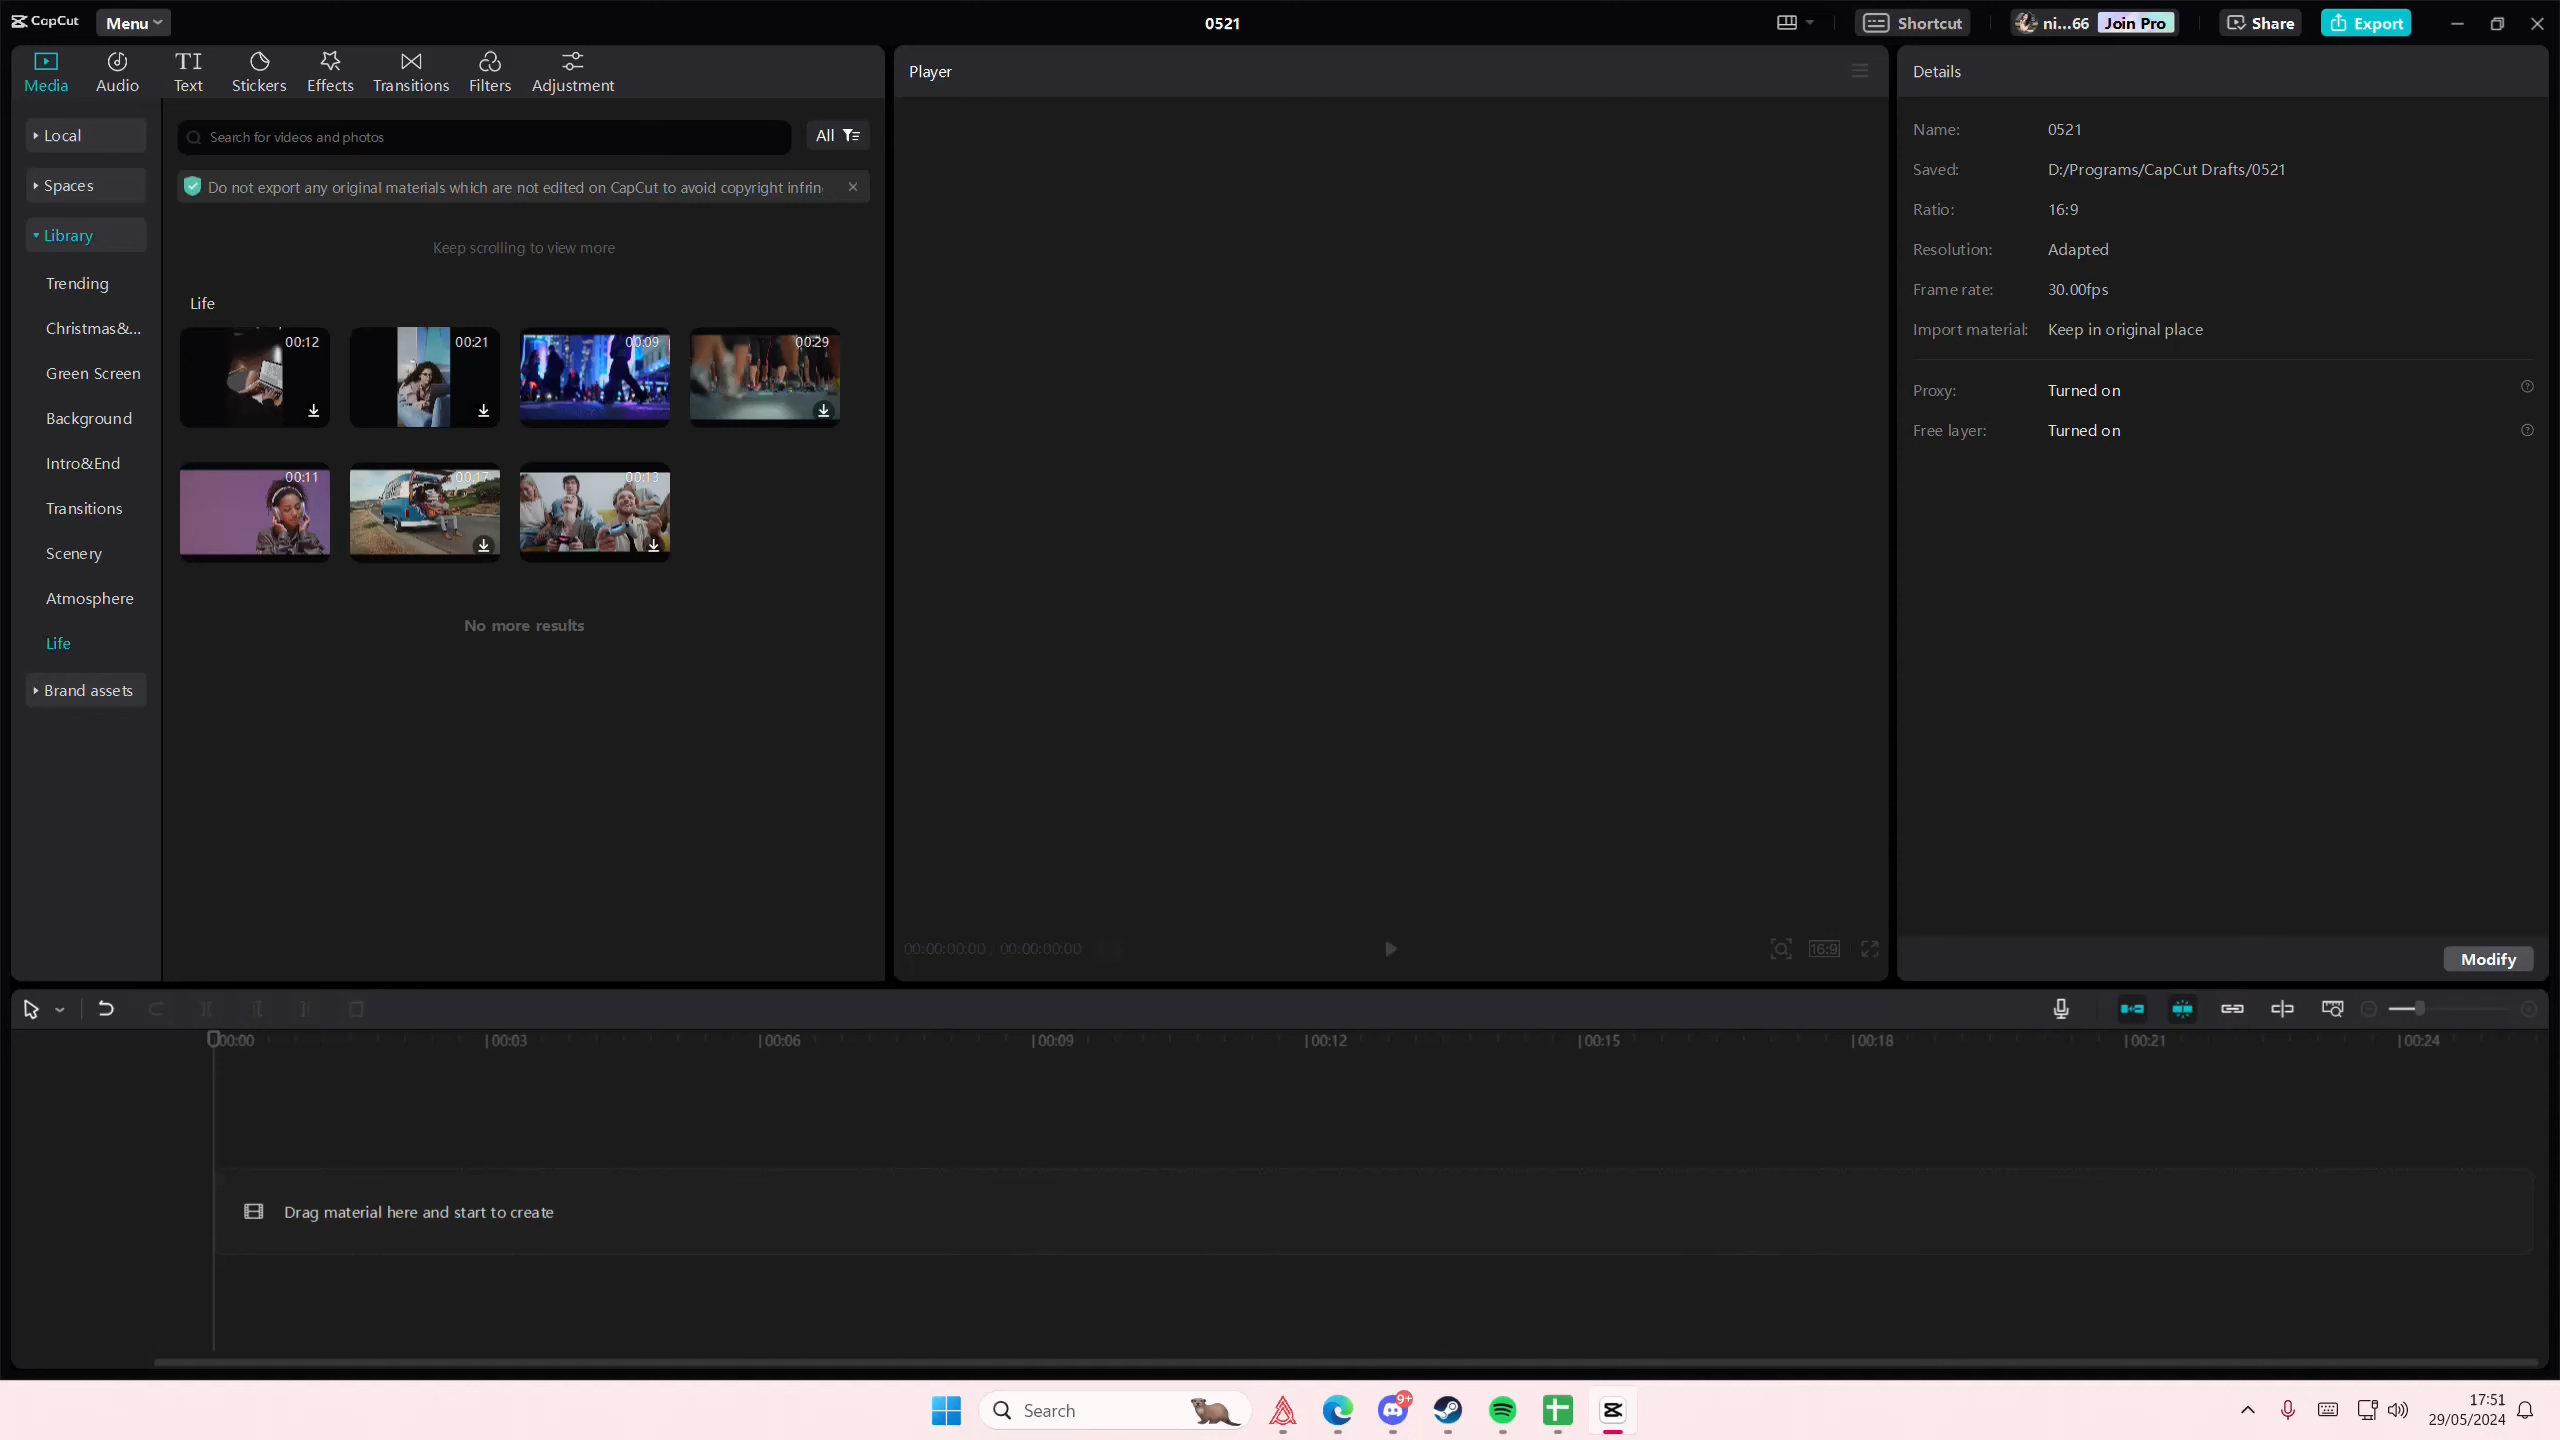 CapCut
Menu
0521
Shortcut
ni...66
Join Pro
Share
Export
Media
Audio
Text
Stickers
Effects
Transitions
Filters
Adjustment
Player
Details
Local
Spaces
Library
Trending
Christmas&...
Green Screen
Background
Intro&End
Transitions
Scenery
Atmosphere
Life
Brand assets
Search for videos and photos
All
Do not export any original materials which are not edited on CapCut to avoid copyright infrin
Keep scrolling to view more
Life
00:12
00:21
00:09
00:29
00:11
00:17
00:13
No more results
Name: 0521
Saved: D:/Programs/CapCut Drafts/0521
Ratio: 16:9
Resolution: Adapted
Frame rate: 30.00fps
Import material: Keep in original place
Proxy: Turned on
Free layer: Turned on
00:00:00:00 00:00:00:00
16:9
Modify
00:00 00:03 00:06 00:09 00:12 00:15 00:18 00:21 00:24
Drag material here and start to create
Search
9+
17:51
29/05/2024